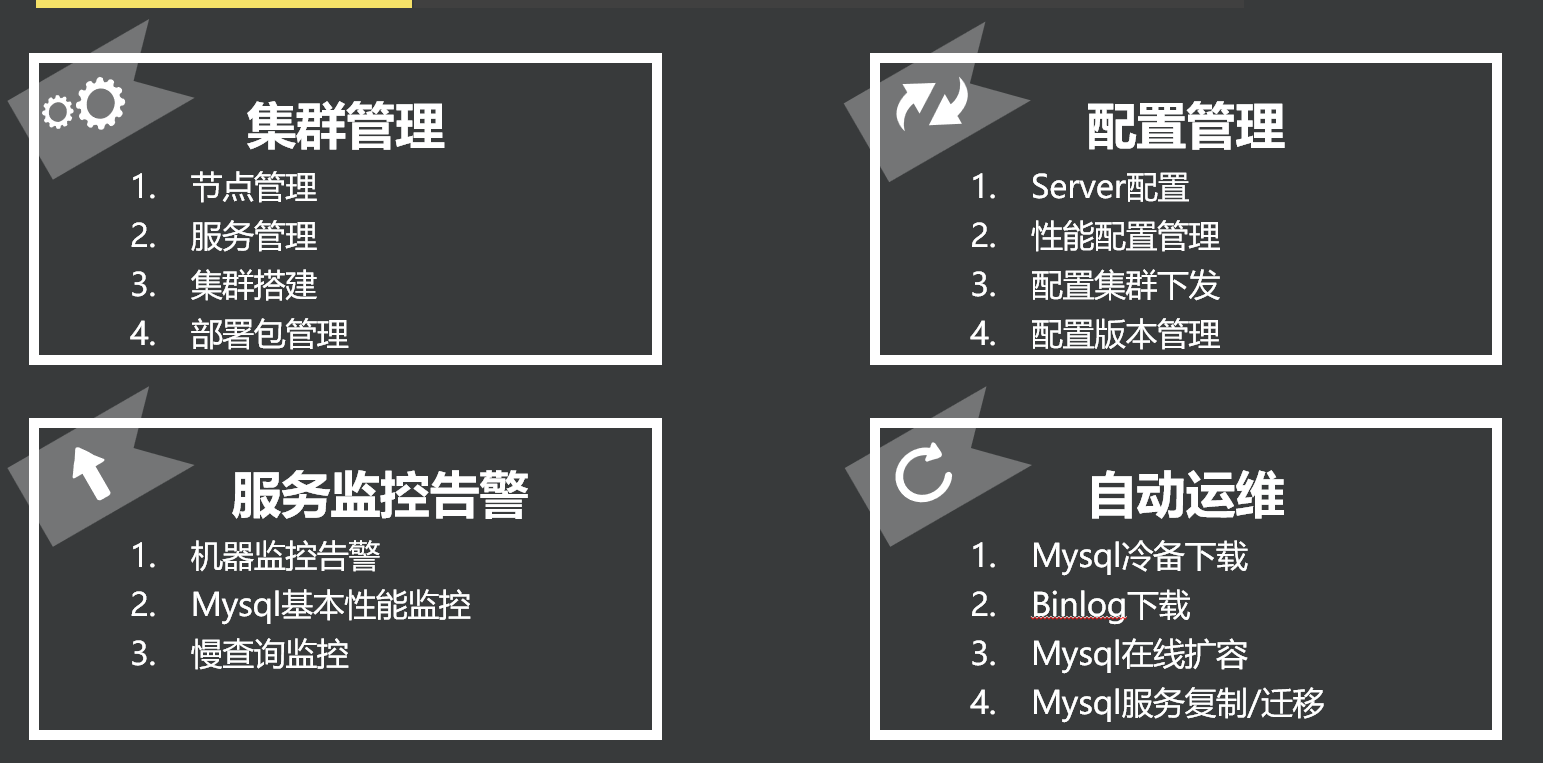 集群管理
1. 节点管理
2. 服务管理
3. 集群搭建
4. 部署包管理
配置管理
1. Server配置
2. 性能配置管理
3. 配置集群下发
4. 配置版本管理
服务监控告警
1. 机器监控告警
2. Mysql基本性能监控
3. 慢查询监控
自动运维
1. Mysql冷备下载
2. Binlog下载
3. Mysql在线扩容
4. Mysql服务复制/迁移